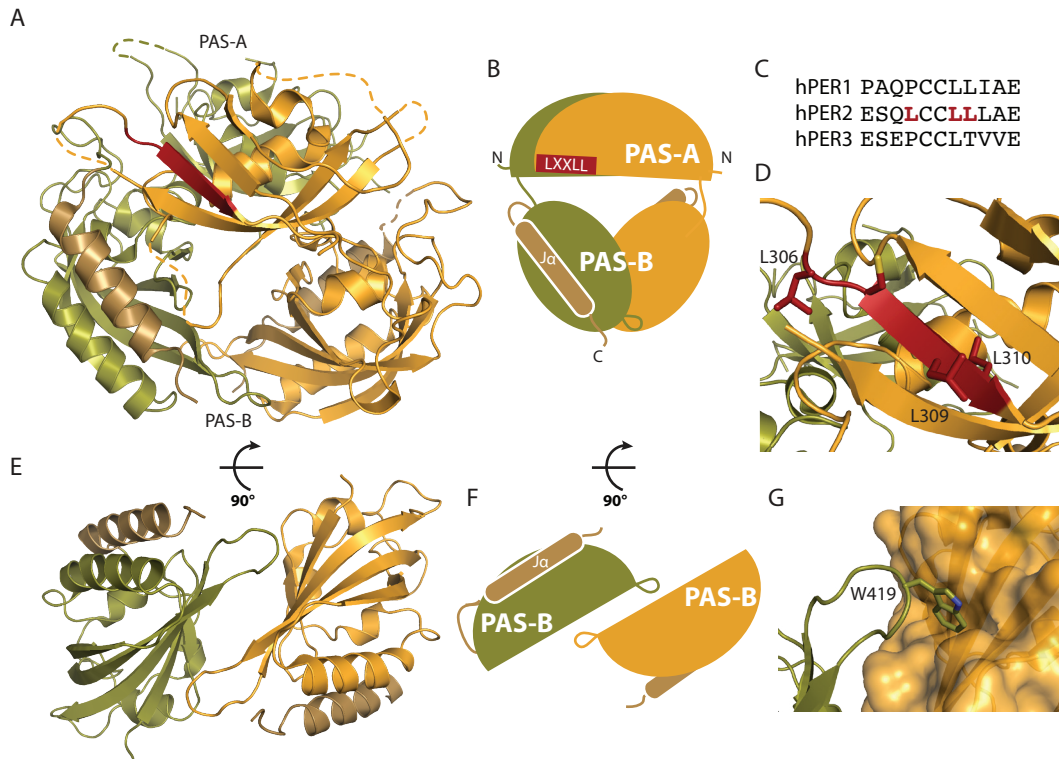 A
PAS-A
PAS-B
B
N
LXXLL
PAS-A
N
Jα
PAS-B
C
C
hPER1 PAQPCCLLIAE
hPER2 ESQLCCLLLAE
hPER3 ESEPCCLTVVE
D
L306
L310
L309
90°
90°
E
F
Jα
PAS-B
PAS-B
G
W419